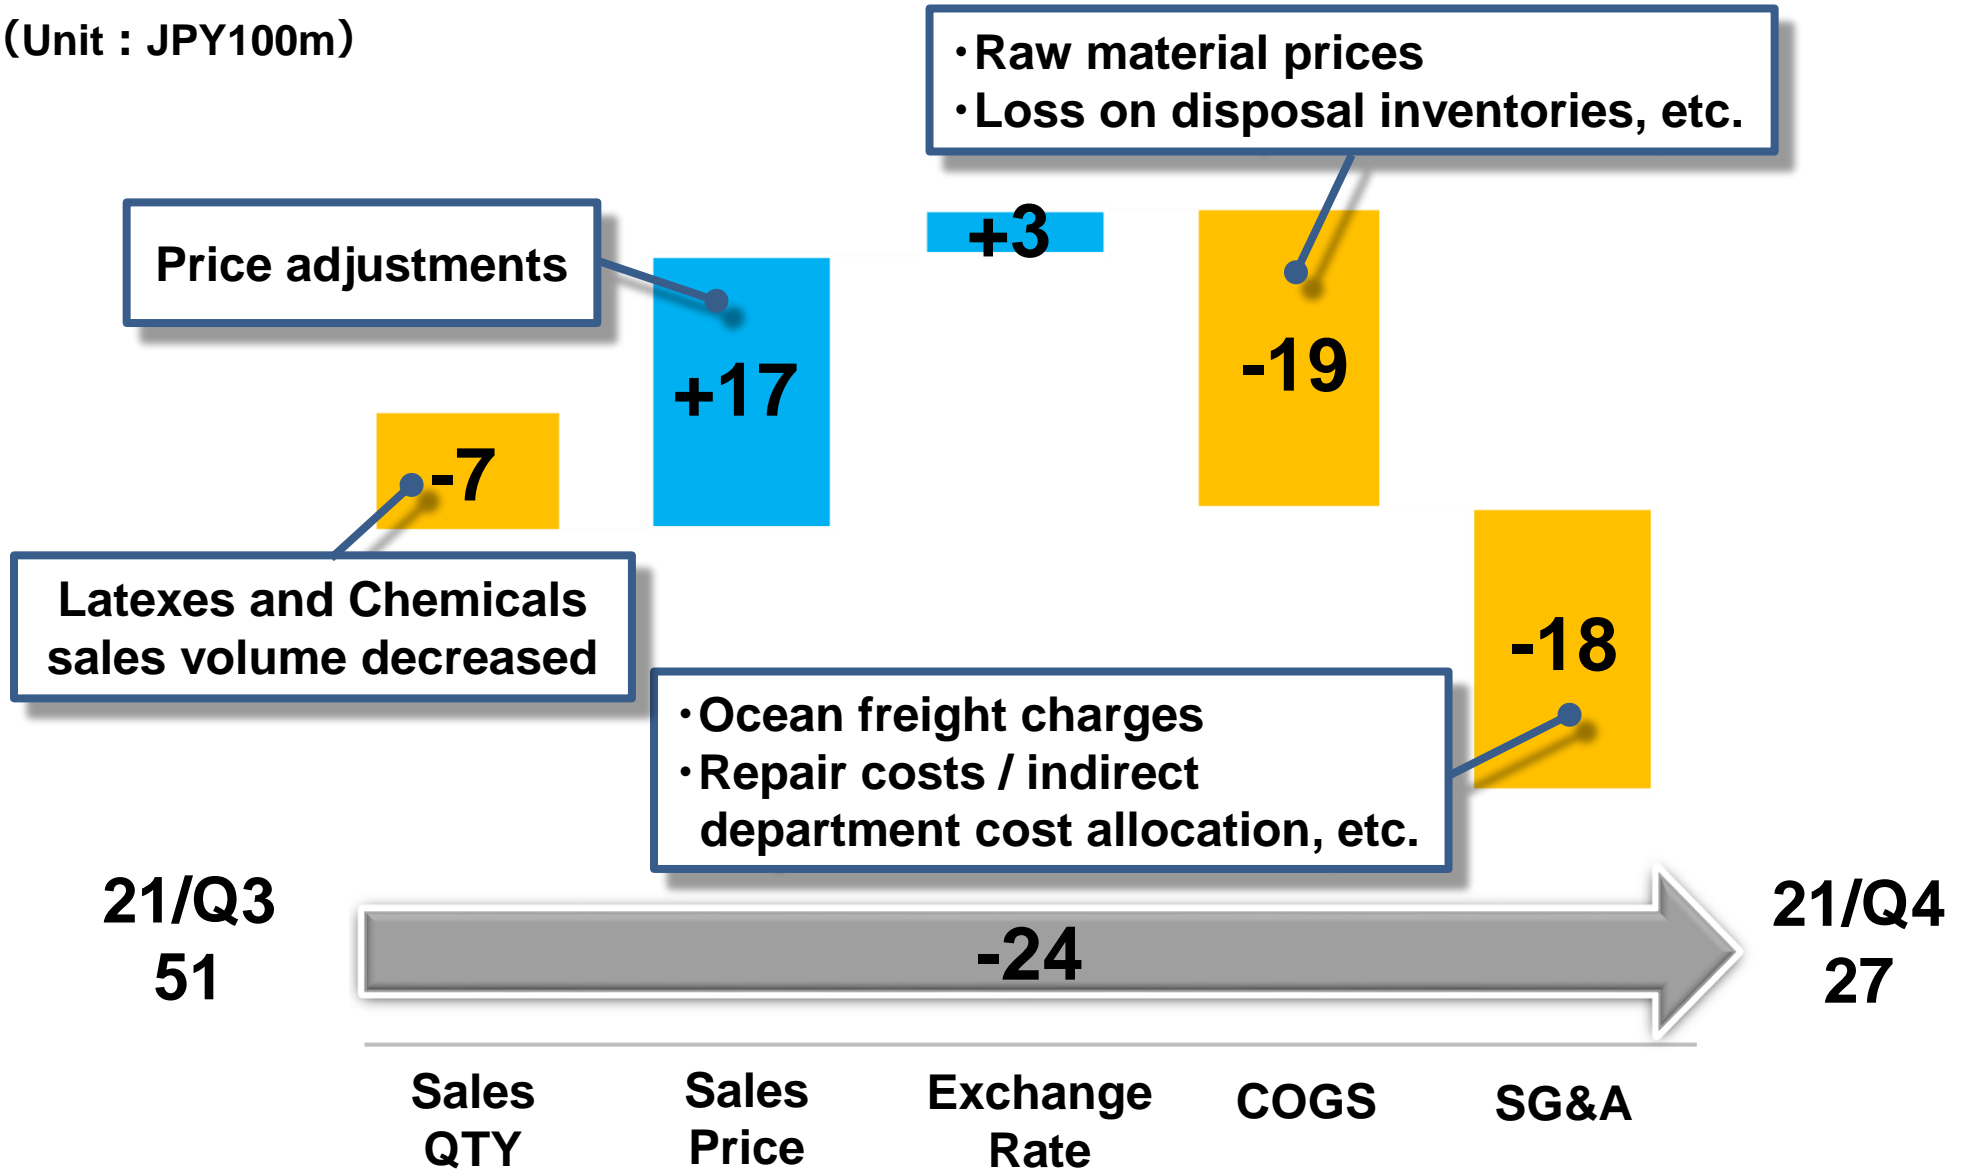 （Unit：JPY100m）
・Raw material prices
・Loss on disposal inventories, etc.
Price adjustments
+3
-19
+17
-7
Latexes and Chemicals
sales volume decreased
-18
・Ocean freight charges
・Repair costs / indirect
department cost allocation, etc.
21/Q3
51
-24
21/Q4
27
Sales
QTY
Sales
Price
Exchange
Rate
COGS
SG&A